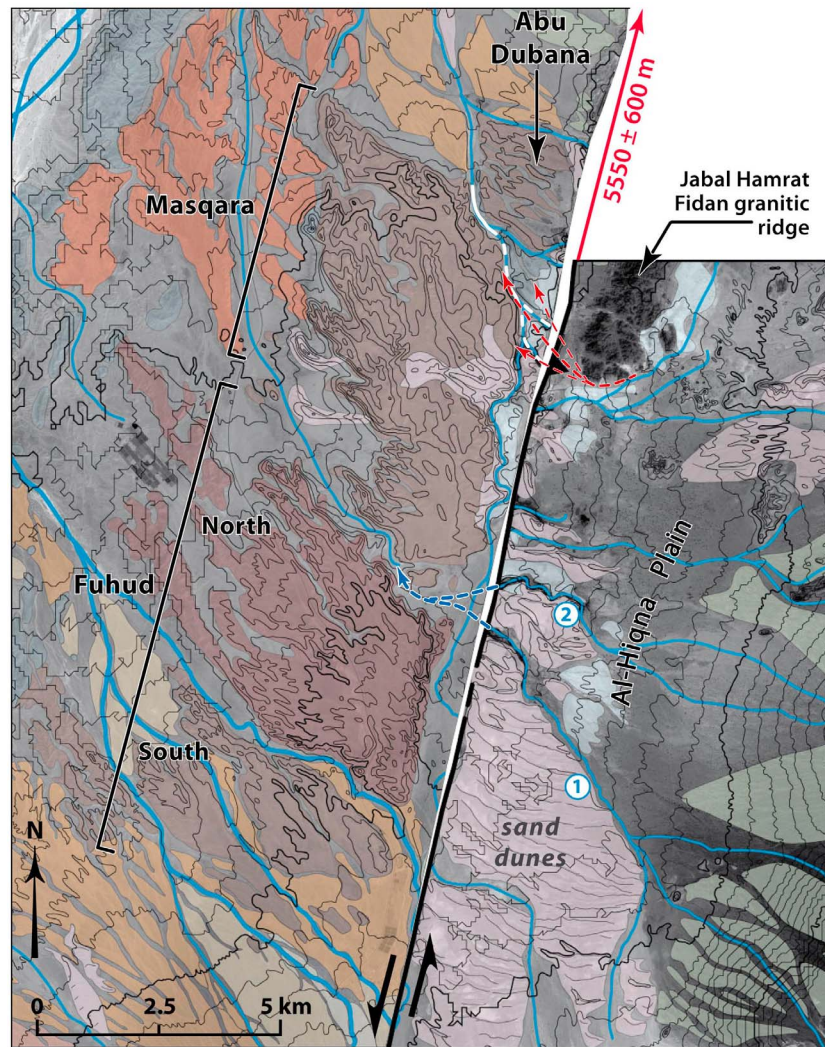 Abu
Dubana
5550 ± 600 m
Jabal Hamrat
Fidan granitic
ridge
Masqara
North
Fuhud
South
Al-Hiqna Plain
2
1
sand
dunes
N
0 2.5 5 km